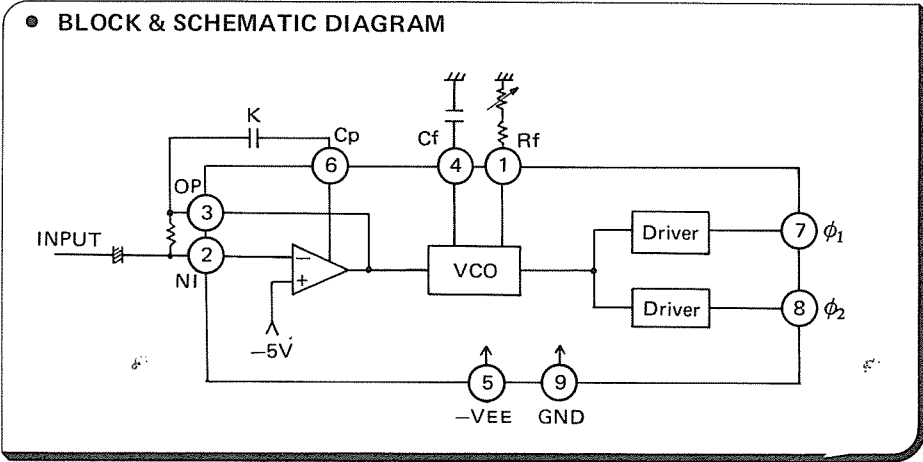 ● BLOCK & SCHEMATIC DIAGRAM
K
Cp
Cf
Rf
6
4
1
OP
3
INPUT
2
NI
−
+
−5V
VCO
Driver
7
ϕ1
Driver
8
ϕ2
5
9
−VEE
GND